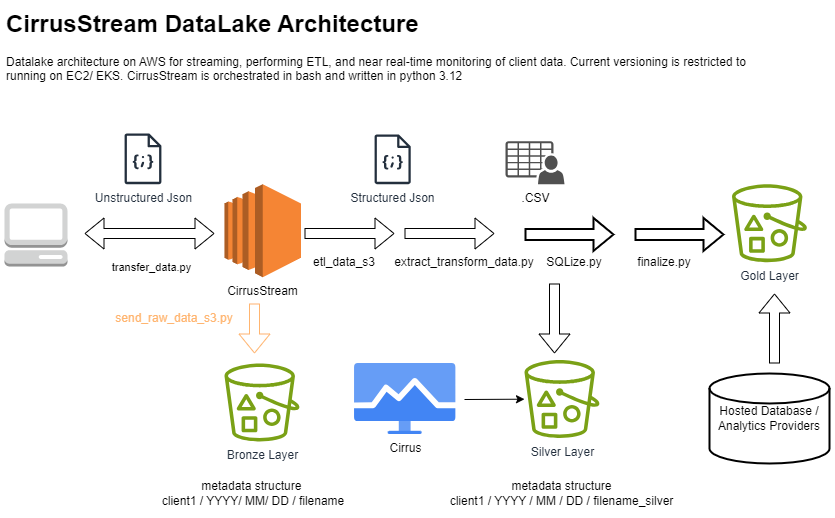 CirrusStream DataLake Architecture
Datalake architecture on AWS for streaming, performing ETL, and near real-time monitoring of client data. Current versioning is restricted to
running on EC2/ EKS. CirrusStream is orchestrated in bash and written in python 3.12
{;}
{;}
Unstructured Json
Structured Json
.CSV
transfer_data.py
etl_data_s3
extract_transform_data.py
SQLize.py
finalize.py
Gold Layer
CirrusStream
send_raw_data_s3.py
Hosted Database /
Analytics Providers
Cirrus
Bronze Layer
Silver Layer
metadata structure
client1 / YYYY/ MM/ DD / filename
metadata structure
client1 / YYYY / MM / DD / filename_silver